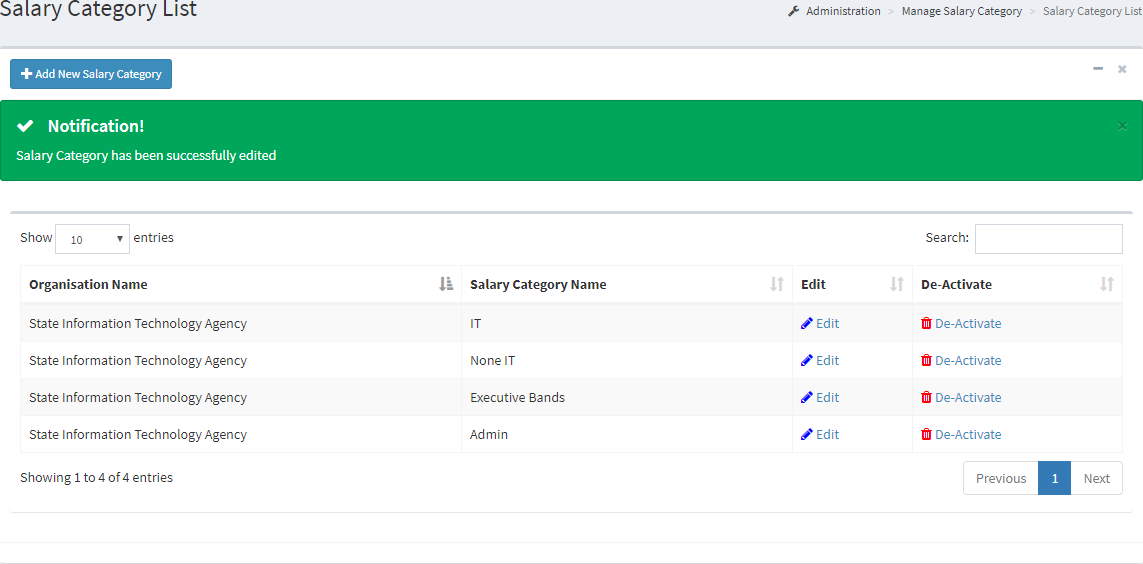 Salary Category List
Administration > Manage Salary Category > Salary Category List
Add New Salary Category
Notification!
Salary Category has been successfully edited
Show 10 entries
Search:
Organisation Name Salary Category Name Edit De-Activate
State Information Technology Agency IT Edit De-Activate
State Information Technology Agency None IT Edit De-Activate
State Information Technology Agency Executive Bands Edit De-Activate
State Information Technology Agency Admin Edit De-Activate
Showing 1 to 4 of 4 entries
Previous 1 Next